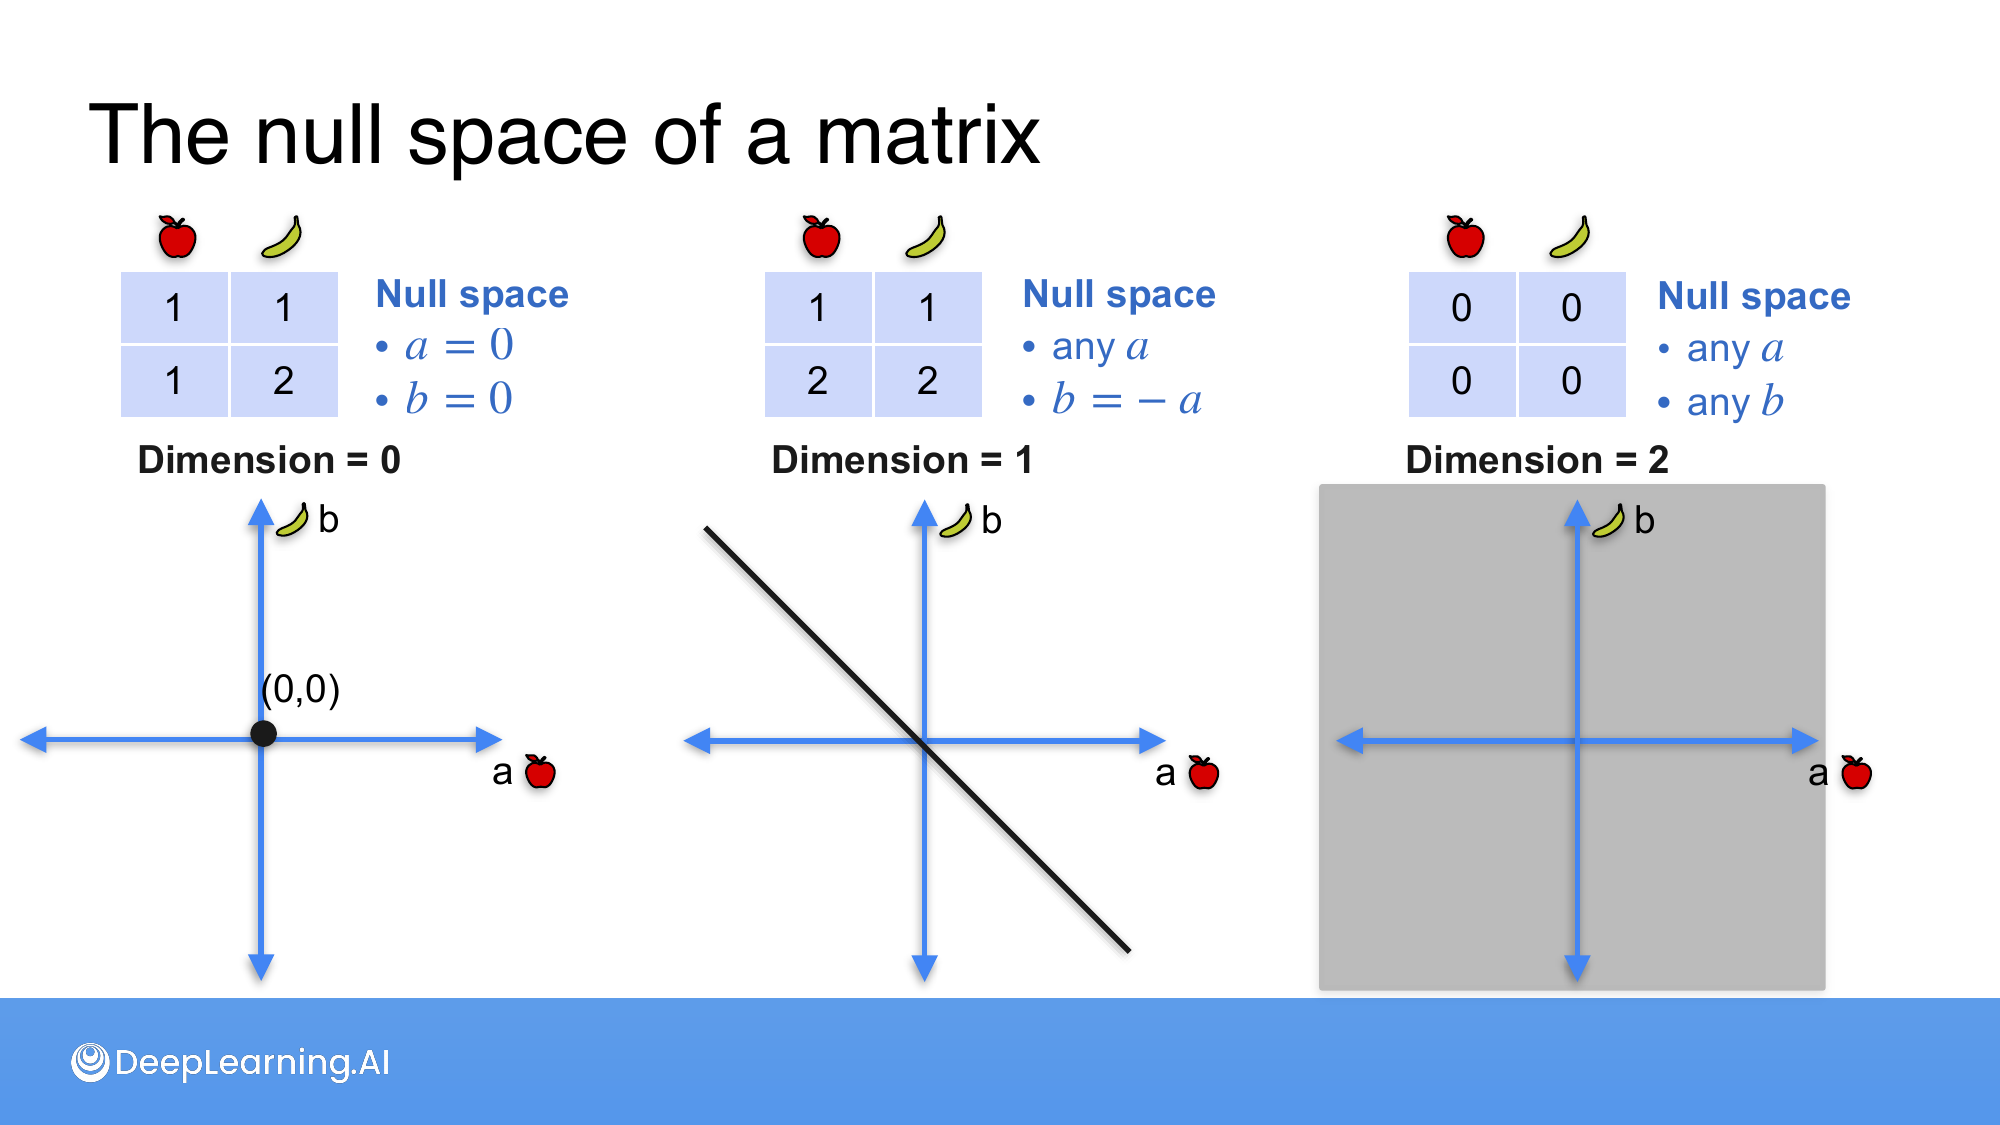 The null space of a matrix
1 1
1 2
Null space
• a = 0
• b = 0
Dimension = 0
b
(0,0)
a
1 1
2 2
Null space
• any a
• b = − a
Dimension = 1
b
a
0 0
0 0
Null space
• any a
• any b
Dimension = 2
b
a
DeepLearning.AI